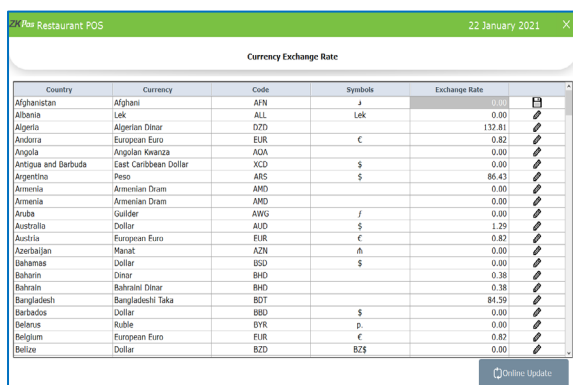 ZKPos Restaurant POS 22 January 2021 X
Currency Exchange Rate
Country Currency Code Symbols Exchange Rate
Afghanistan Afghani AFN 0.00
Albania Lek ALL Lek 0.00
Algeria Algerian Dinar DZD 132.81
Andorra European Euro EUR € 0.82
Angola Angolan Kwanza AOA 0.00
Antigua and Barbuda East Caribbean Dollar XCD $ 0.00
Argentina Peso ARS $ 86.43
Armenia Armenian Dram AMD 0.00
Armenia Armenian Dram AMD 0.00
Aruba Guilder AWG ƒ 0.00
Australia Dollar AUD $ 1.29
Austria European Euro EUR € 0.82
Azerbaijan Manat AZN ₼ 0.00
Bahamas Dollar BSD $ 0.00
Baharin Dinar BHD 0.38
Bahrain Bahraini Dinar BHD 0.38
Bangladesh Bangladeshi Taka BDT 84.59
Barbados Dollar BBD $ 0.00
Belarus Ruble BYR p. 0.00
Belgium European Euro EUR € 0.82
Belize Dollar BZD BZ$ 0.00
Online Update